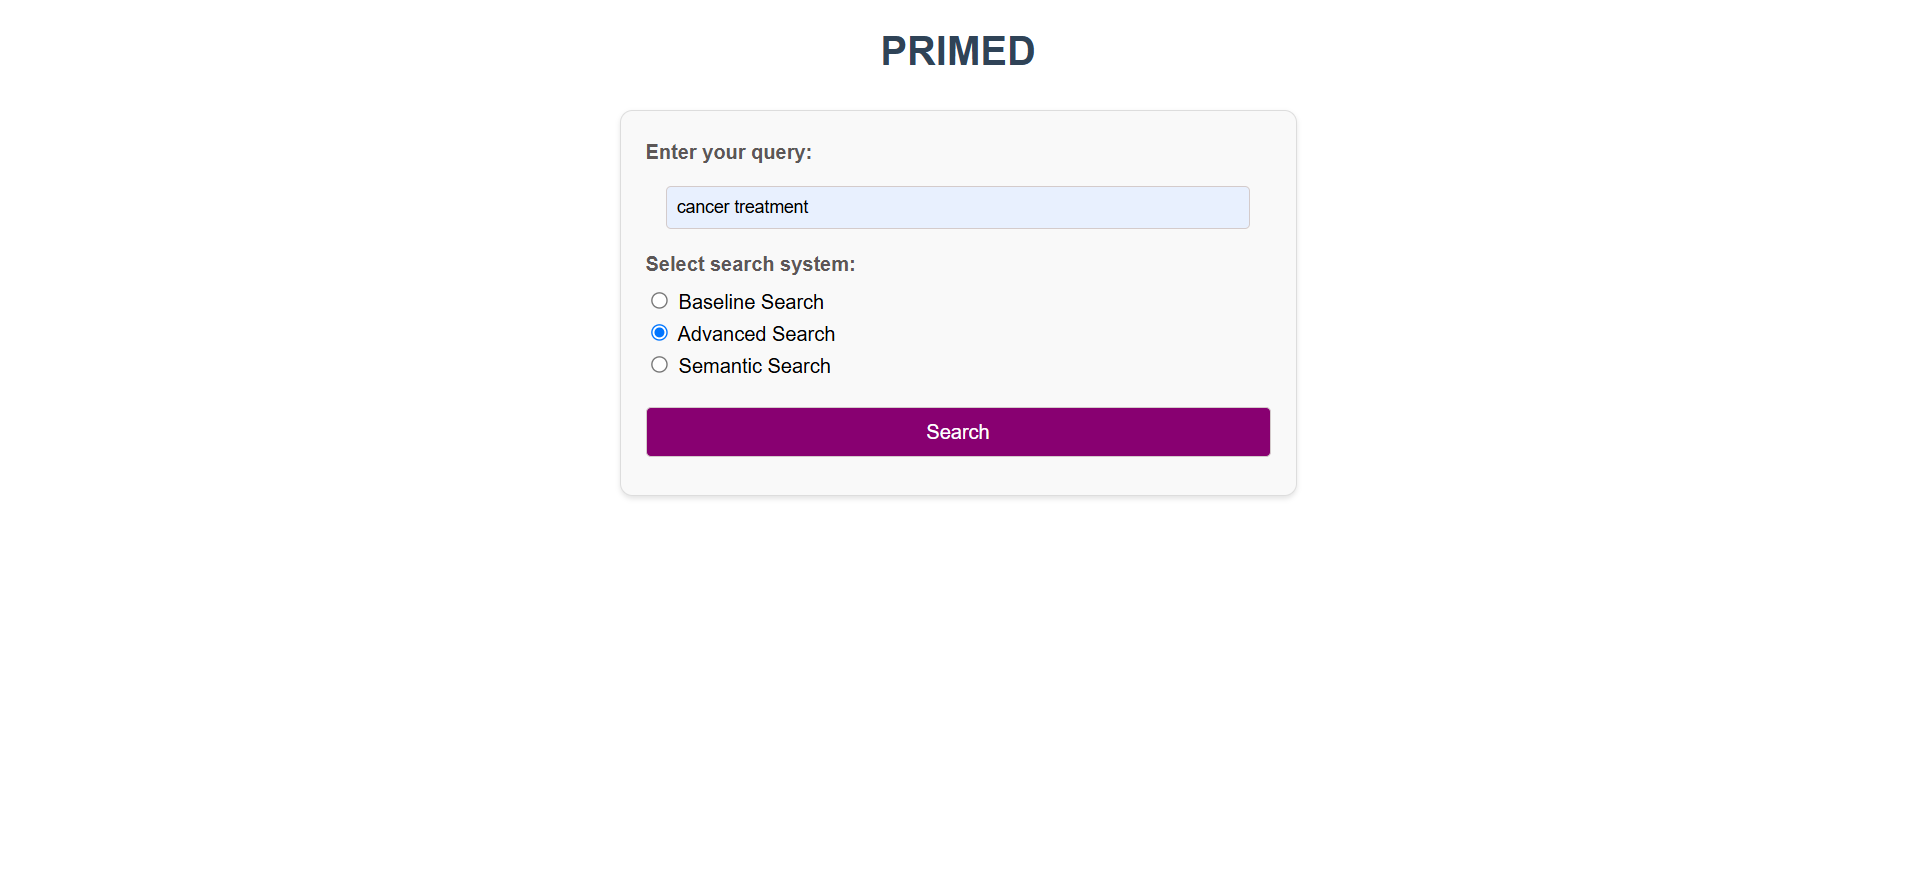 PRIMED
Enter your query:
cancer treatment
Select search system:
Baseline Search
Advanced Search
Semantic Search
Search